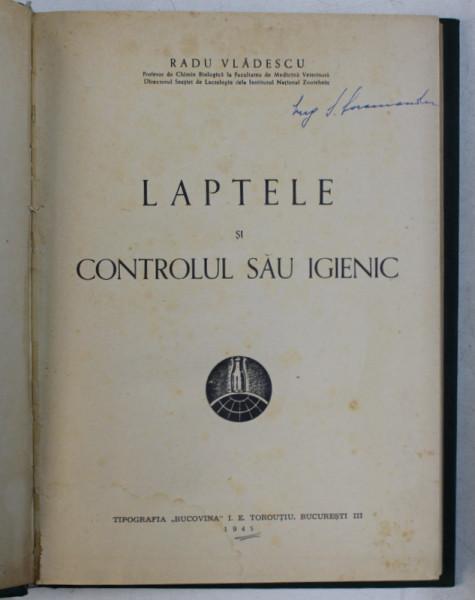 RADU VLĂDESCU
Profesor de Chimie Biologică la Facultatea de Medicină Veterinară
Directorul Secției de Lactologie dela Institutul Național Zootehnic
LAPTELE
ȘI
CONTROLUL SĂU IGIENIC
TIPOGRAFIA „BUCOVINA" I. E. TOROUȚIU, BUCUREȘTI III
1945